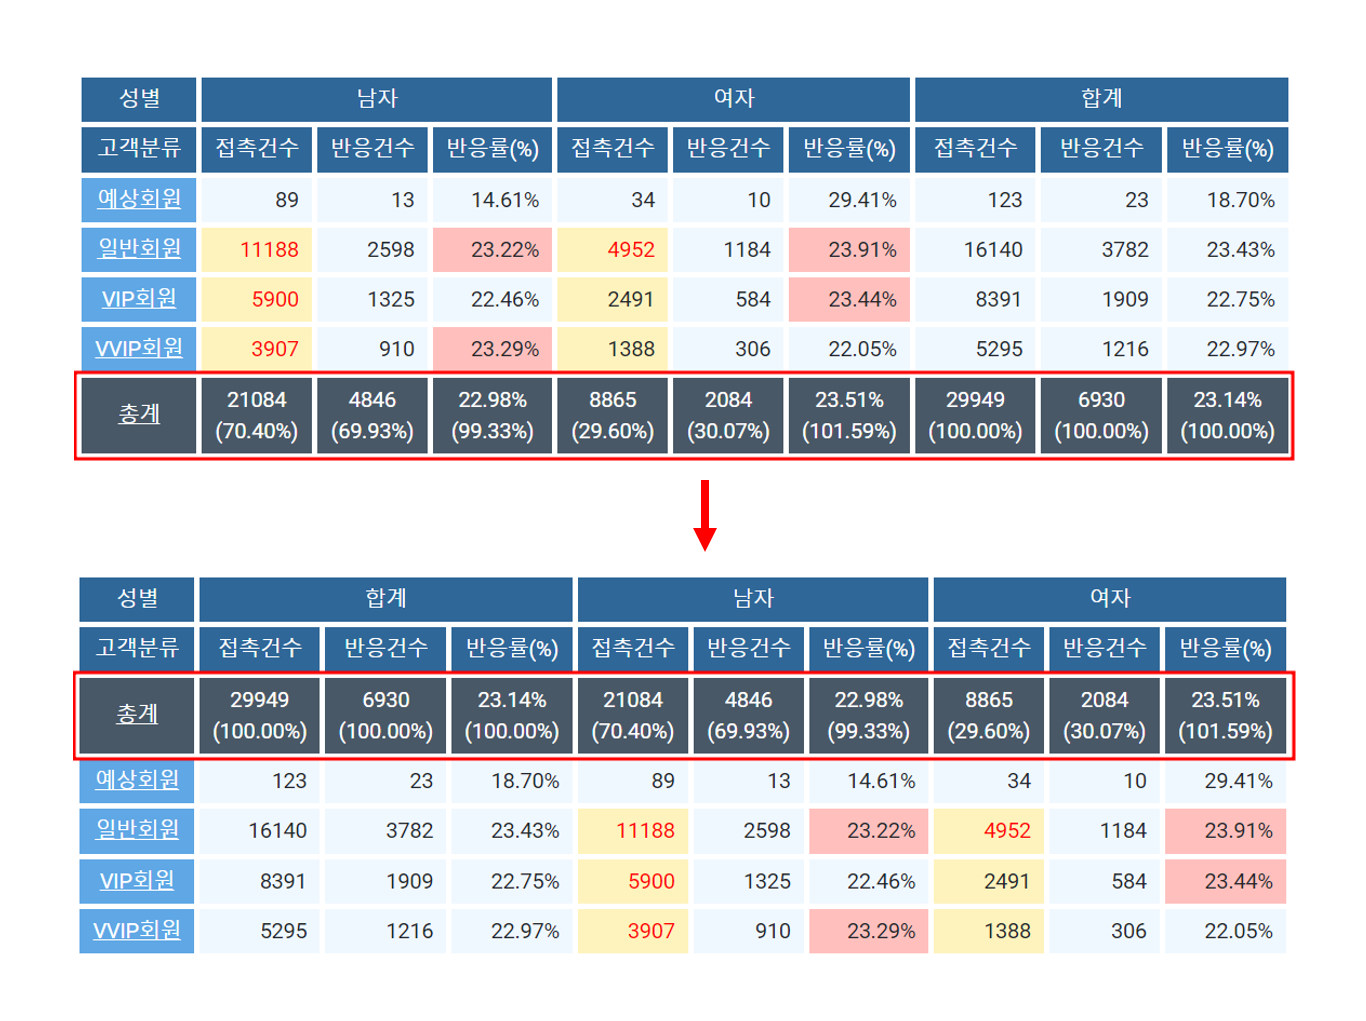 성별 남자 여자 합계
고객분류 접촉건수 반응건수 반응률(%) 접촉건수 반응건수 반응률(%) 접촉건수 반응건수 반응률(%)
예상회원 89 13 14.61% 34 10 29.41% 123 23 18.70%
일반회원 11188 2598 23.22% 4952 1184 23.91% 16140 3782 23.43%
VIP회원 5900 1325 22.46% 2491 584 23.44% 8391 1909 22.75%
VVIP회원 3907 910 23.29% 1388 306 22.05% 5295 1216 22.97%
총계 21084 4846 22.98% 8865 2084 23.51% 29949 6930 23.14%
(70.40%) (69.93%) (99.33%) (29.60%) (30.07%) (101.59%) (100.00%) (100.00%) (100.00%)
성별 합계 남자 여자
고객분류 접촉건수 반응건수 반응률(%) 접촉건수 반응건수 반응률(%) 접촉건수 반응건수 반응률(%)
총계 29949 6930 23.14% 21084 4846 22.98% 8865 2084 23.51%
(100.00%) (100.00%) (100.00%) (70.40%) (69.93%) (99.33%) (29.60%) (30.07%) (101.59%)
예상회원 123 23 18.70% 89 13 14.61% 34 10 29.41%
일반회원 16140 3782 23.43% 11188 2598 23.22% 4952 1184 23.91%
VIP회원 8391 1909 22.75% 5900 1325 22.46% 2491 584 23.44%
VVIP회원 5295 1216 22.97% 3907 910 23.29% 1388 306 22.05%